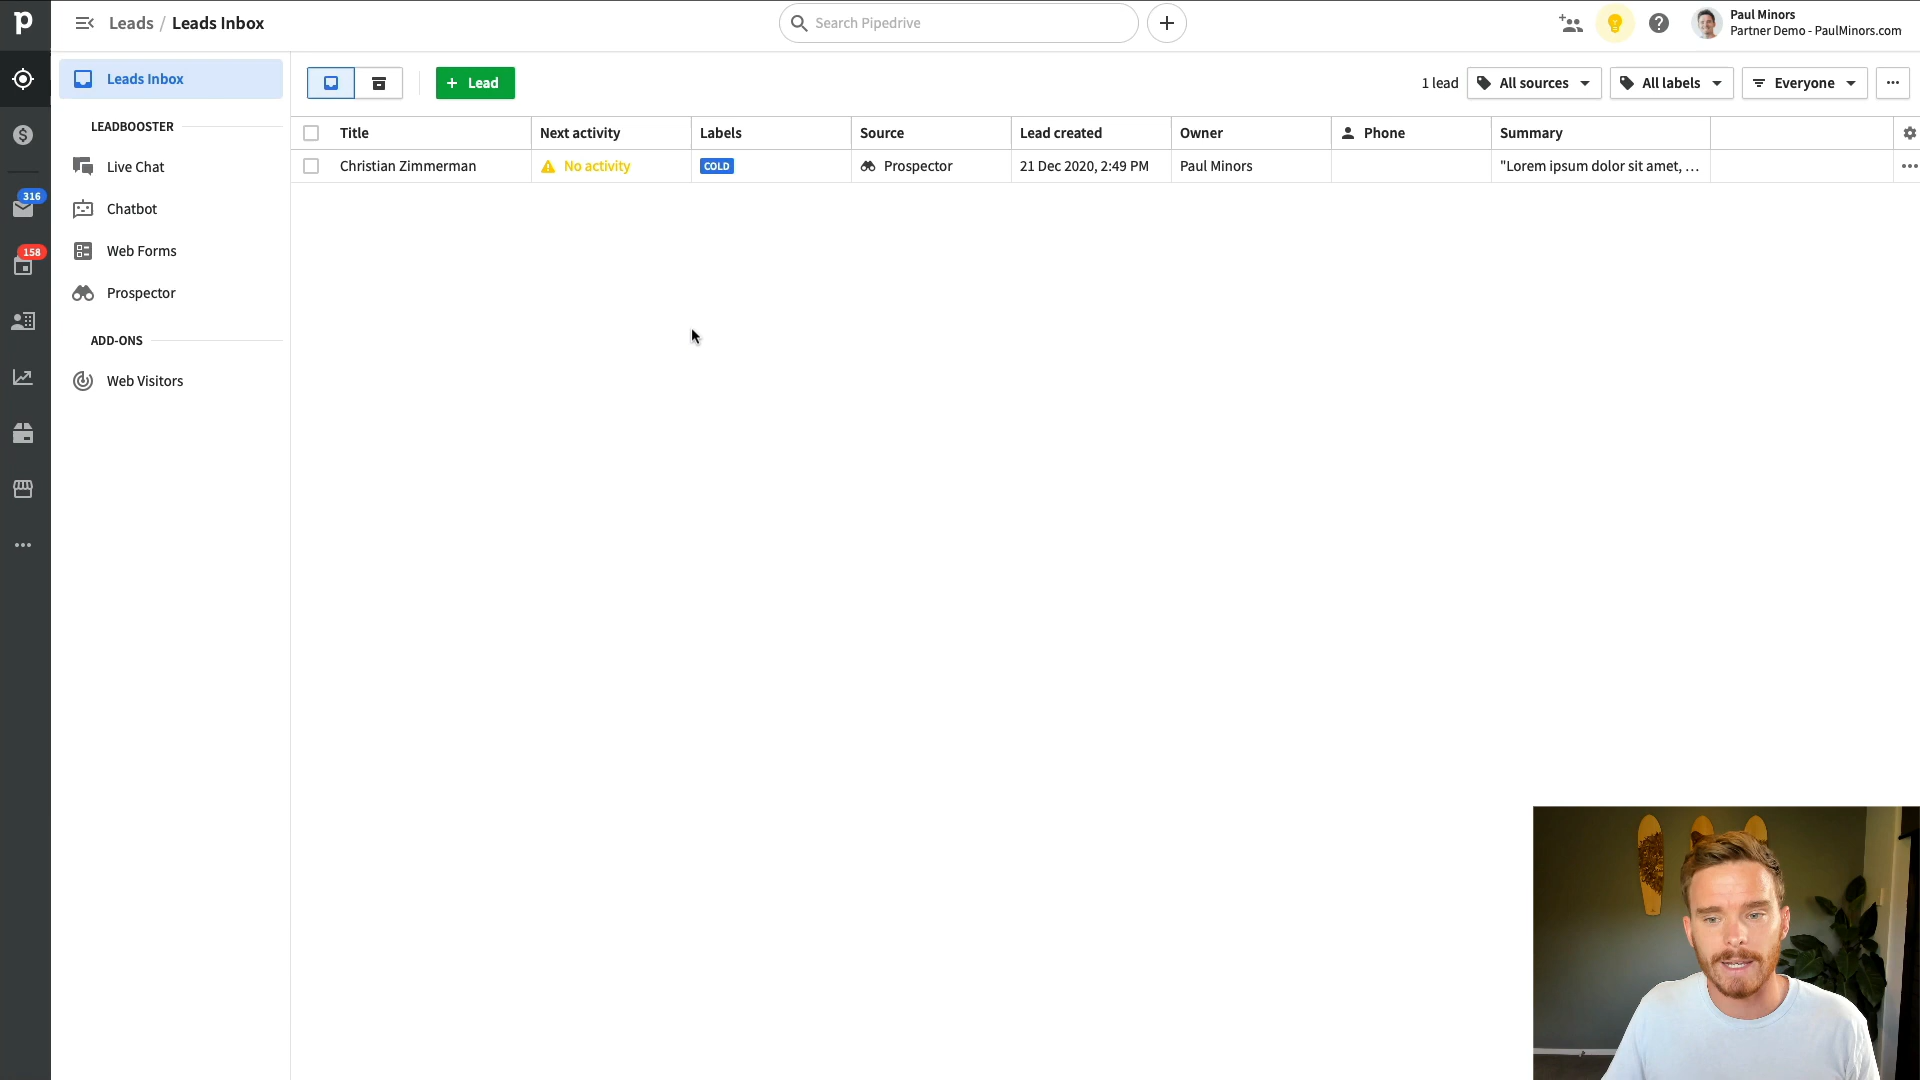 Leads / Leads Inbox
Search Pipedrive
Paul Minors
Partner Demo - PaulMinors.com
Leads Inbox
LEADBOOSTER
Live Chat
Chatbot
Web Forms
Prospector
ADD-ONS
Web Visitors
316
158
+ Lead
1 lead
All sources
All labels
Everyone
Title Next activity Labels Source Lead created Owner Phone Summary
Christian Zimmerman No activity COLD Prospector 21 Dec 2020, 2:49 PM Paul Minors "Lorem ipsum dolor sit amet, ...